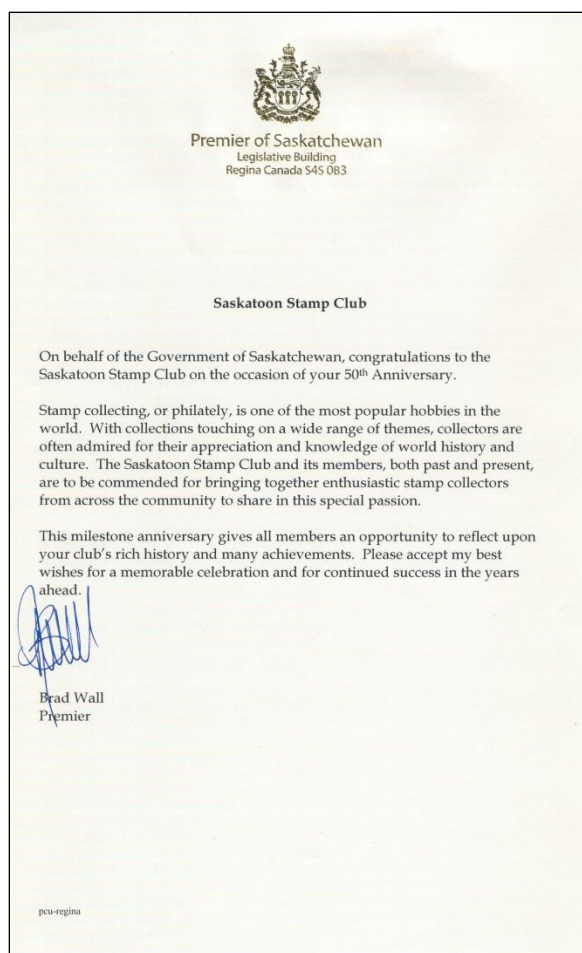 Premier of Saskatchewan
Legislative Building
Regina Canada S4S 0B3
Saskatoon Stamp Club
On behalf of the Government of Saskatchewan, congratulations to the
Saskatoon Stamp Club on the occasion of your 50th Anniversary.
Stamp collecting, or philately, is one of the most popular hobbies in the
world. With collections touching on a wide range of themes, collectors are
often admired for their appreciation and knowledge of world history and
culture. The Saskatoon Stamp Club and its members, both past and present,
are to be commended for bringing together enthusiastic stamp collectors
from across the community to share in this special passion.
This milestone anniversary gives all members an opportunity to reflect upon
your club's rich history and many achievements. Please accept my best
wishes for a memorable celebration and for continued success in the years
ahead.
Brad Wall
Premier
pcu-regina